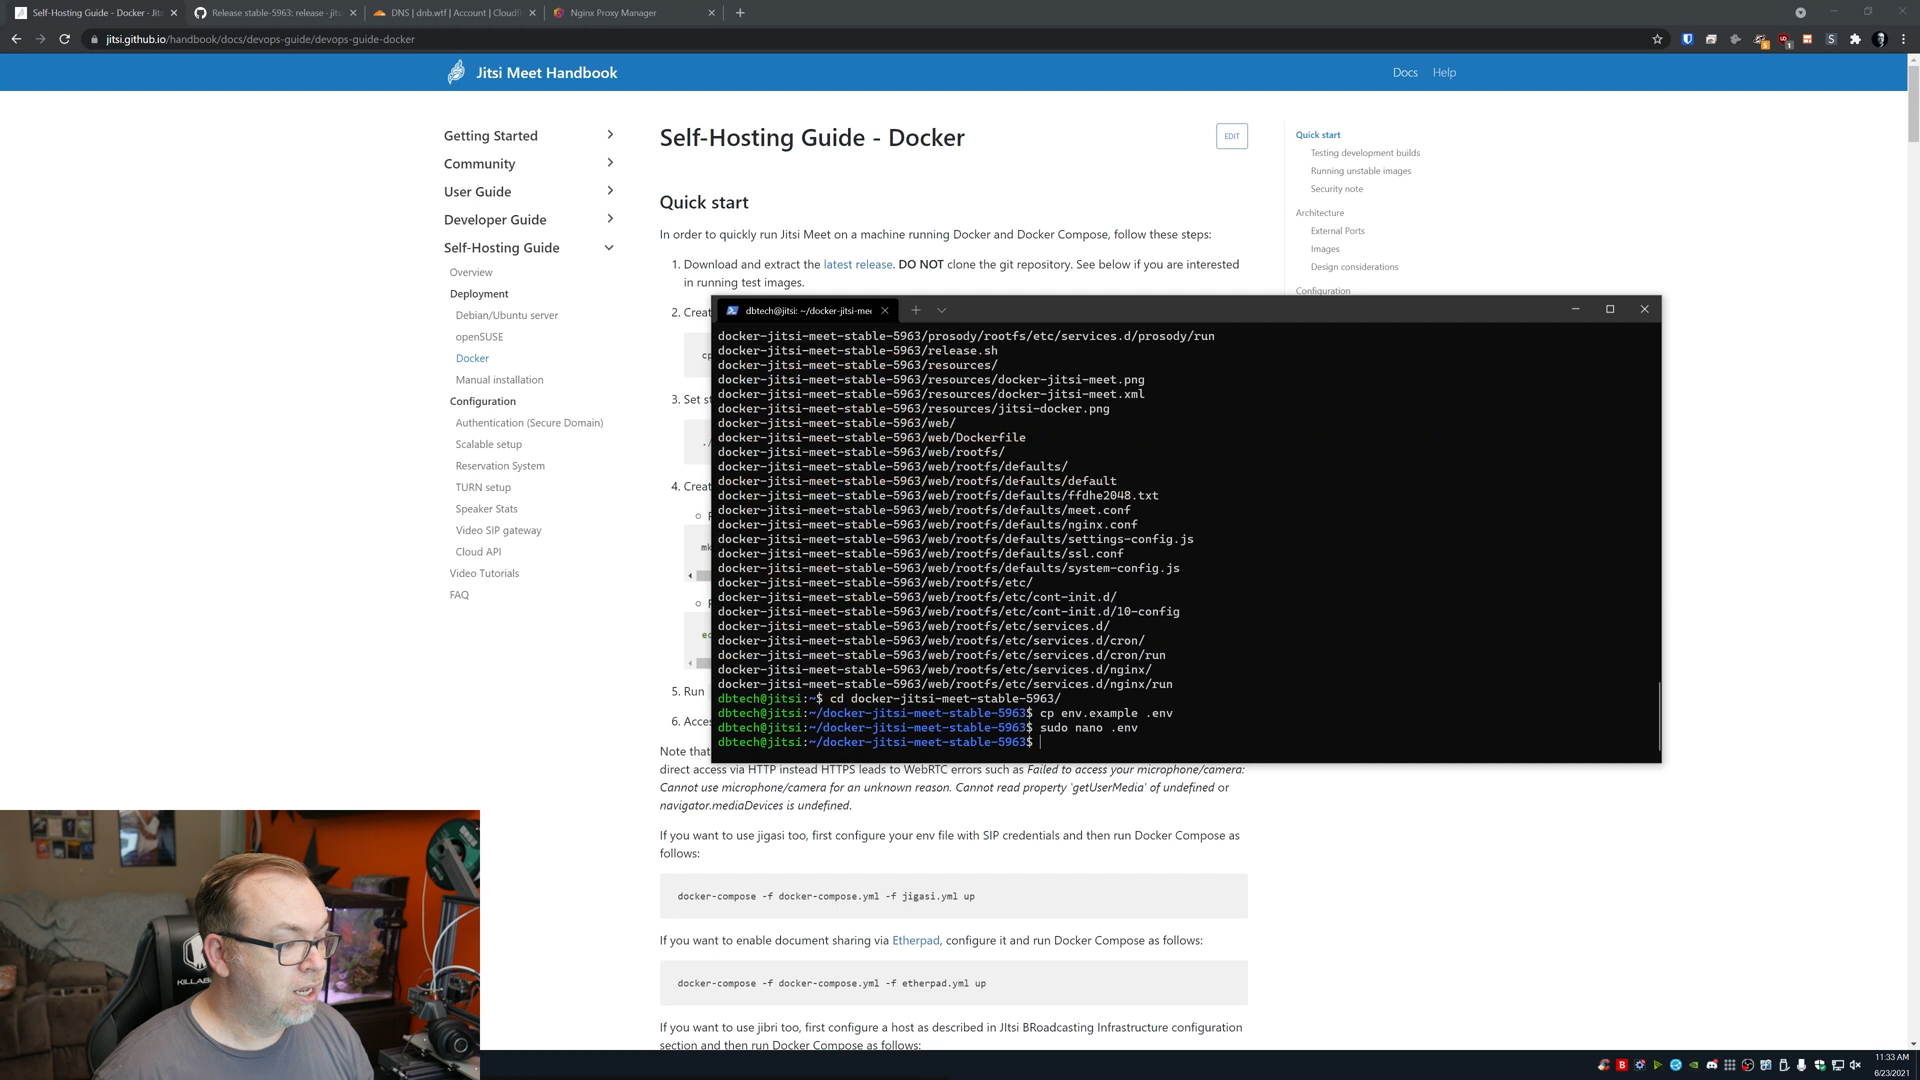 Self-Hosting Guide - Docker - Jits
Release stable-5963: release · jitsi
DNS | dnb.wtf | Account | Cloudf
Nginx Proxy Manager
jitsi.github.io/handbook/docs/devops-guide/devops-guide-docker
Jitsi Meet Handbook
Docs
Help
Getting Started
Community
User Guide
Developer Guide
Self-Hosting Guide
Overview
Deployment
Debian/Ubuntu server
openSUSE
Docker
Manual installation
Configuration
Authentication (Secure Domain)
Scalable setup
Reservation System
TURN setup
Speaker Stats
Video SIP gateway
Cloud API
Video Tutorials
FAQ
Self-Hosting Guide - Docker
EDIT
Quick start
In order to quickly run Jitsi Meet on a machine running Docker and Docker Compose, follow these steps:
1. Download and extract the latest release. DO NOT clone the git repository. See below if you are interested
in running test images.
2. Creat
cp
3. Set st
./
4. Creat
mk
ec
5. Run
6. Acces
Quick start
Testing development builds
Running unstable images
Security note
Architecture
External Ports
Images
Design considerations
Configuration
dbtech@jitsi: ~/docker-jitsi-mee
docker-jitsi-meet-stable-5963/prosody/rootfs/etc/services.d/prosody/run
docker-jitsi-meet-stable-5963/release.sh
docker-jitsi-meet-stable-5963/resources/
docker-jitsi-meet-stable-5963/resources/docker-jitsi-meet.png
docker-jitsi-meet-stable-5963/resources/docker-jitsi-meet.xml
docker-jitsi-meet-stable-5963/resources/jitsi-docker.png
docker-jitsi-meet-stable-5963/web/
docker-jitsi-meet-stable-5963/web/Dockerfile
docker-jitsi-meet-stable-5963/web/rootfs/
docker-jitsi-meet-stable-5963/web/rootfs/defaults/
docker-jitsi-meet-stable-5963/web/rootfs/defaults/default
docker-jitsi-meet-stable-5963/web/rootfs/defaults/ffdhe2048.txt
docker-jitsi-meet-stable-5963/web/rootfs/defaults/meet.conf
docker-jitsi-meet-stable-5963/web/rootfs/defaults/nginx.conf
docker-jitsi-meet-stable-5963/web/rootfs/defaults/settings-config.js
docker-jitsi-meet-stable-5963/web/rootfs/defaults/ssl.conf
docker-jitsi-meet-stable-5963/web/rootfs/defaults/system-config.js
docker-jitsi-meet-stable-5963/web/rootfs/etc/
docker-jitsi-meet-stable-5963/web/rootfs/etc/cont-init.d/
docker-jitsi-meet-stable-5963/web/rootfs/etc/cont-init.d/10-config
docker-jitsi-meet-stable-5963/web/rootfs/etc/services.d/
docker-jitsi-meet-stable-5963/web/rootfs/etc/services.d/cron/
docker-jitsi-meet-stable-5963/web/rootfs/etc/services.d/cron/run
docker-jitsi-meet-stable-5963/web/rootfs/etc/services.d/nginx/
docker-jitsi-meet-stable-5963/web/rootfs/etc/services.d/nginx/run
dbtech@jitsi:~$ cd docker-jitsi-meet-stable-5963/
dbtech@jitsi:~/docker-jitsi-meet-stable-5963$ cp env.example .env
dbtech@jitsi:~/docker-jitsi-meet-stable-5963$ sudo nano .env
dbtech@jitsi:~/docker-jitsi-meet-stable-5963$
Note that
direct access via HTTP instead HTTPS leads to WebRTC errors such as Failed to access your microphone/camera:
Cannot use microphone/camera for an unknown reason. Cannot read property 'getUserMedia' of undefined or
navigator.mediaDevices is undefined.
If you want to use jigasi too, first configure your env file with SIP credentials and then run Docker Compose as
follows:
docker-compose -f docker-compose.yml -f jigasi.yml up
If you want to enable document sharing via Etherpad, configure it and run Docker Compose as follows:
docker-compose -f docker-compose.yml -f etherpad.yml up
If you want to use jibri too, first configure a host as described in JItsi BRoadcasting Infrastructure configuration
section and then run Docker Compose as follows:
KILLAB
11:33 AM
6/23/2021